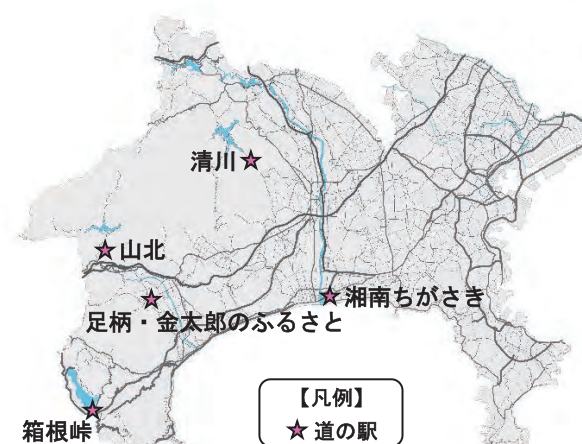 清川
山北
湘南ちがさき
足柄・金太郎のふるさと
箱根峠
【凡例】
☆道の駅